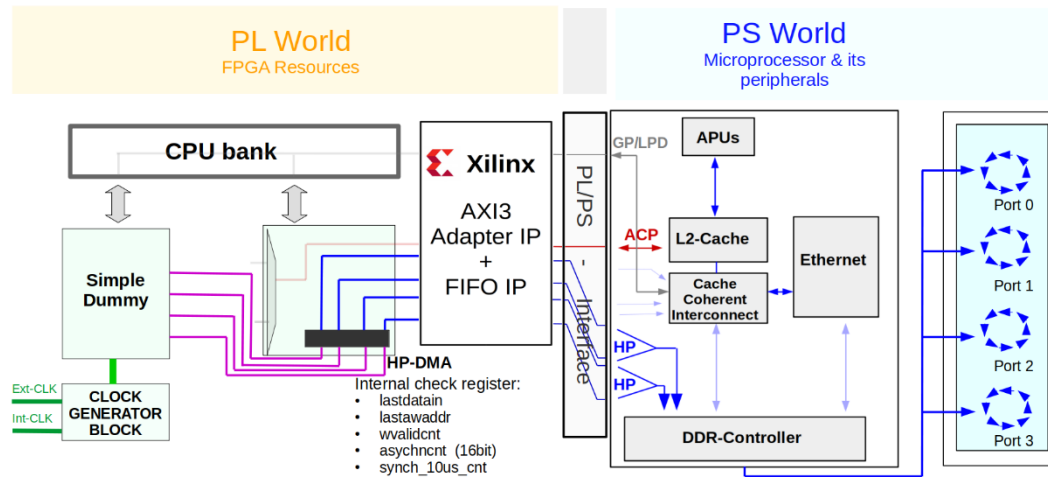 PL World
FPGA Resources
PS World
Microprocessor & its
peripherals
CPU bank
Xilinx
AXI3
Adapter IP
+
FIFO IP
PL/PS
-
Interface
GP/LPD
APUs
ACP
L2-Cache
Cache
Coherent
Interconnect
Ethernet
HP
HP
DDR-Controller
Port 0
Port 1
Port 2
Port 3
Simple
Dummy
Ext-CLK
Int-CLK
CLOCK
GENERATOR
BLOCK
HP-DMA
Internal check register:
• lastdatain
• lastawaddr
• wvalidcnt
• asychncnt (16bit)
• synch_10us_cnt